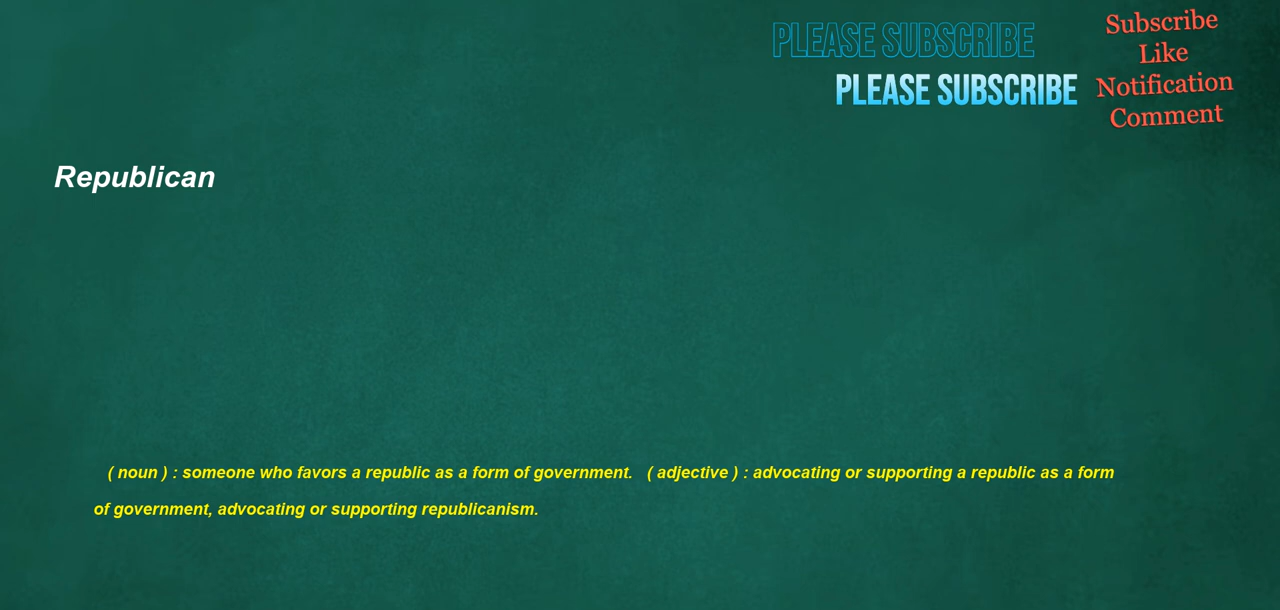 PLEASE SUBSCRIBE
PLEASE SUBSCRIBE
Subscribe
Like
Notification
Comment
Republican
( noun ) : someone who favors a republic as a form of government. ( adjective ) : advocating or supporting a republic as a form
of government, advocating or supporting republicanism.